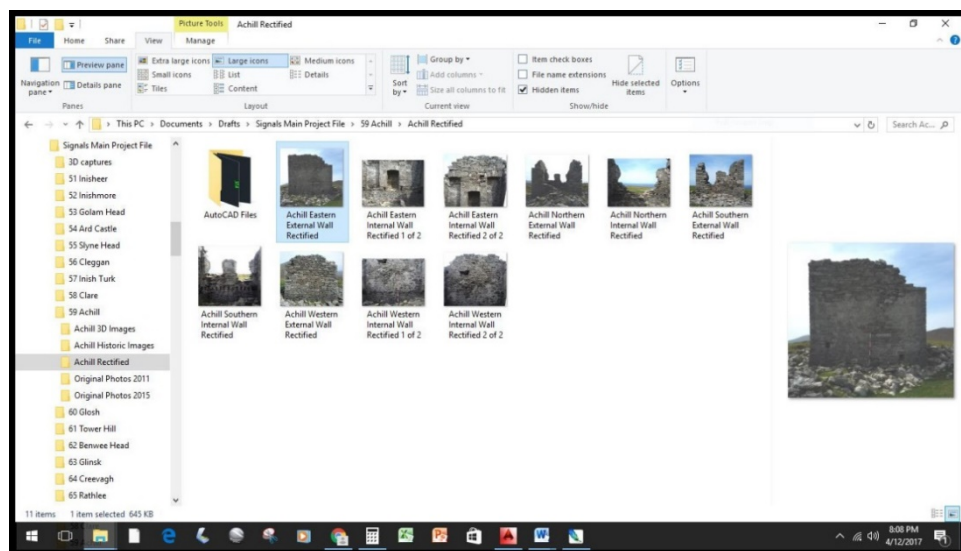 Picture Tools Achill Rectified
File Home Share View Manage
Navigation pane
Preview pane
Details pane
Panes
Extra large icons Large icons Medium icons
Small icons List Details
Tiles Content
Layout
Sort by
Group by
Add columns
Size all columns to fit
Current view
Item check boxes
File name extensions
Hidden items
Hide selected items
Show/hide
Options
This PC > Documents > Drafts > Signals Main Project File > 59 Achill > Achill Rectified
Search Ac...
Signals Main Project File
3D captures
51 Inisheer
52 Inishmore
53 Golam Head
54 Ard Castle
55 Slyne Head
56 Cleggan
57 Inish Turk
58 Clare
59 Achill
Achill 3D Images
Achill Historic Images
Achill Rectified
Original Photos 2011
Original Photos 2015
60 Glosh
61 Tower Hill
62 Benwee Head
63 Glinsk
64 Creevagh
65 Rathlee
AutoCAD Files
Achill Eastern
External Wall
Rectified
Achill Eastern
Internal Wall
Rectified 1 of 2
Achill Eastern
Internal Wall
Rectified 2 of 2
Achill Northern
External Wall
Rectified
Achill Northern
Internal Wall
Rectified
Achill Southern
External Wall
Rectified
Achill Southern
Internal Wall
Rectified
Achill Western
External Wall
Rectified
Achill Western
Internal Wall
Rectified 1 of 2
Achill Western
Internal Wall
Rectified 2 of 2
11 items 1 item selected 645 KB
8:08 PM
4/12/2017